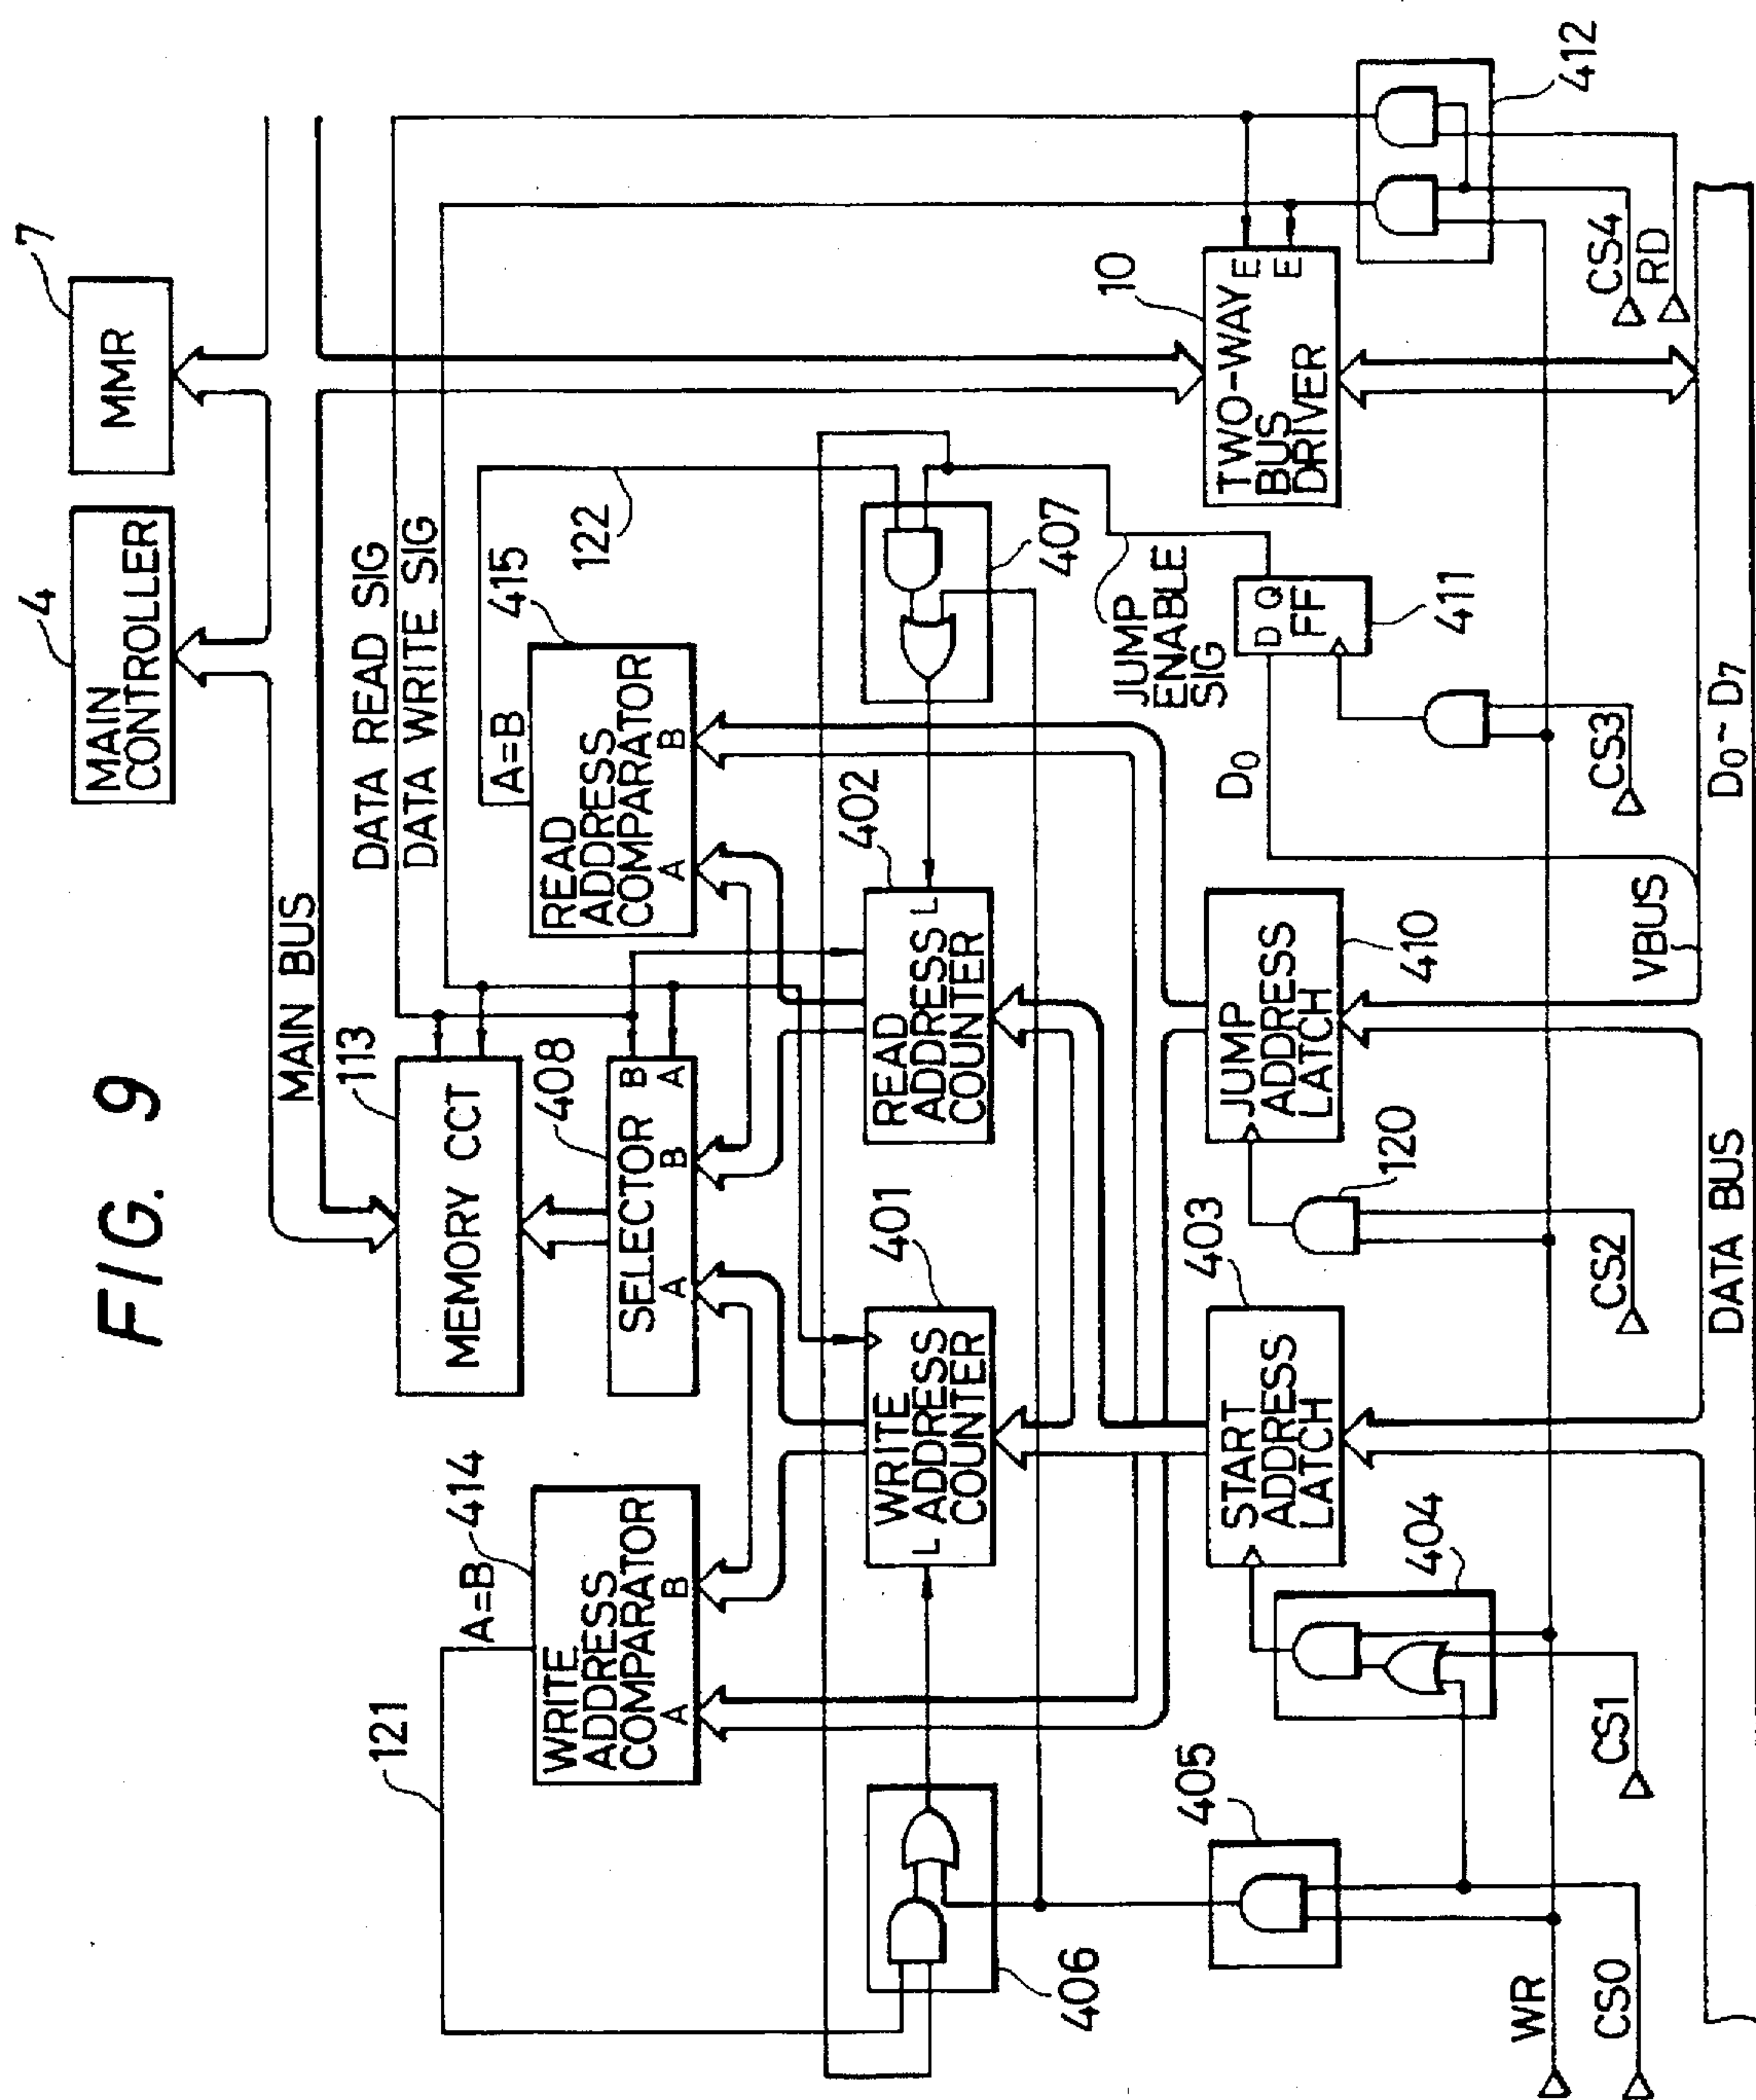 FIG. 9
4
MAIN
CONTROLLER
7
MMR
MAIN BUS
DATA READ SIG
DATA WRITE SIG
113
MEMORY CCT
408
SELECTOR
B
A
A
B
121
A=B
414
WRITE
ADDRESS
COMPARATOR
A
B
415
A=B
READ
ADDRESS
COMPARATOR
A
B
122
406
401
WRITE
ADDRESS
COUNTER
L
402
READ
ADDRESS
COUNTER
L
407
405
404
403
START
ADDRESS
LATCH
120
JUMP
ADDRESS
LATCH
410
JUMP
ENABLE
SIG
D Q
FF
411
D0
10
TWO-WAY
BUS
DRIVER
E
E
412
WR
CS0
CS1
CS2
CS3
CS4
RD
VBUS
DATA BUS
D0~D7